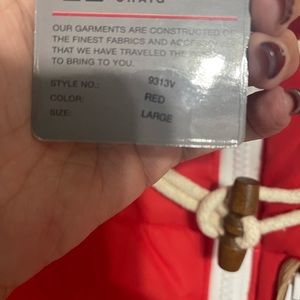 OUR GARMENTS ARE CONSTRUCTED OF
THE FINEST FABRICS AND
THAT WE HAVE TRAVELED THE
TO BRING TO YOU.
STYLE NO.: 9313V
COLOR: RED
SIZE: LARGE